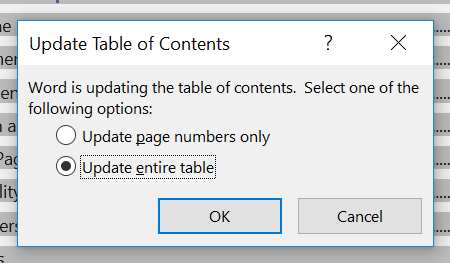 Update Table of Contents
?
Word is updating the table of contents. Select one of the
following options:
Update page numbers only
Update entire table
OK
Cancel